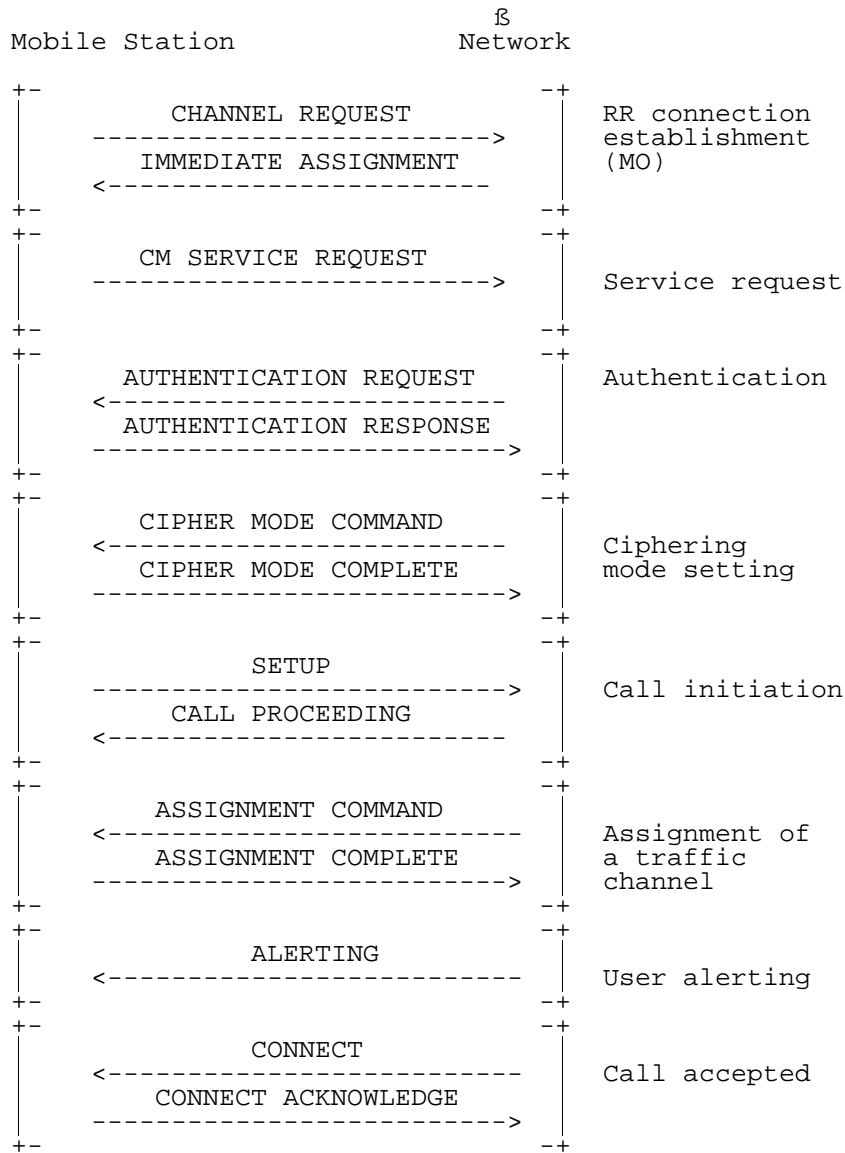 ß
Mobile Station Network
CHANNEL REQUEST RR connection
establishment
IMMEDIATE ASSIGNMENT (MO)
CM SERVICE REQUEST
Service request
AUTHENTICATION REQUEST Authentication
AUTHENTICATION RESPONSE
CIPHER MODE COMMAND
Ciphering
CIPHER MODE COMPLETE mode setting
SETUP
Call initiation
CALL PROCEEDING
ASSIGNMENT COMMAND
Assignment of
ASSIGNMENT COMPLETE a traffic
channel
ALERTING
User alerting
CONNECT
Call accepted
CONNECT ACKNOWLEDGE